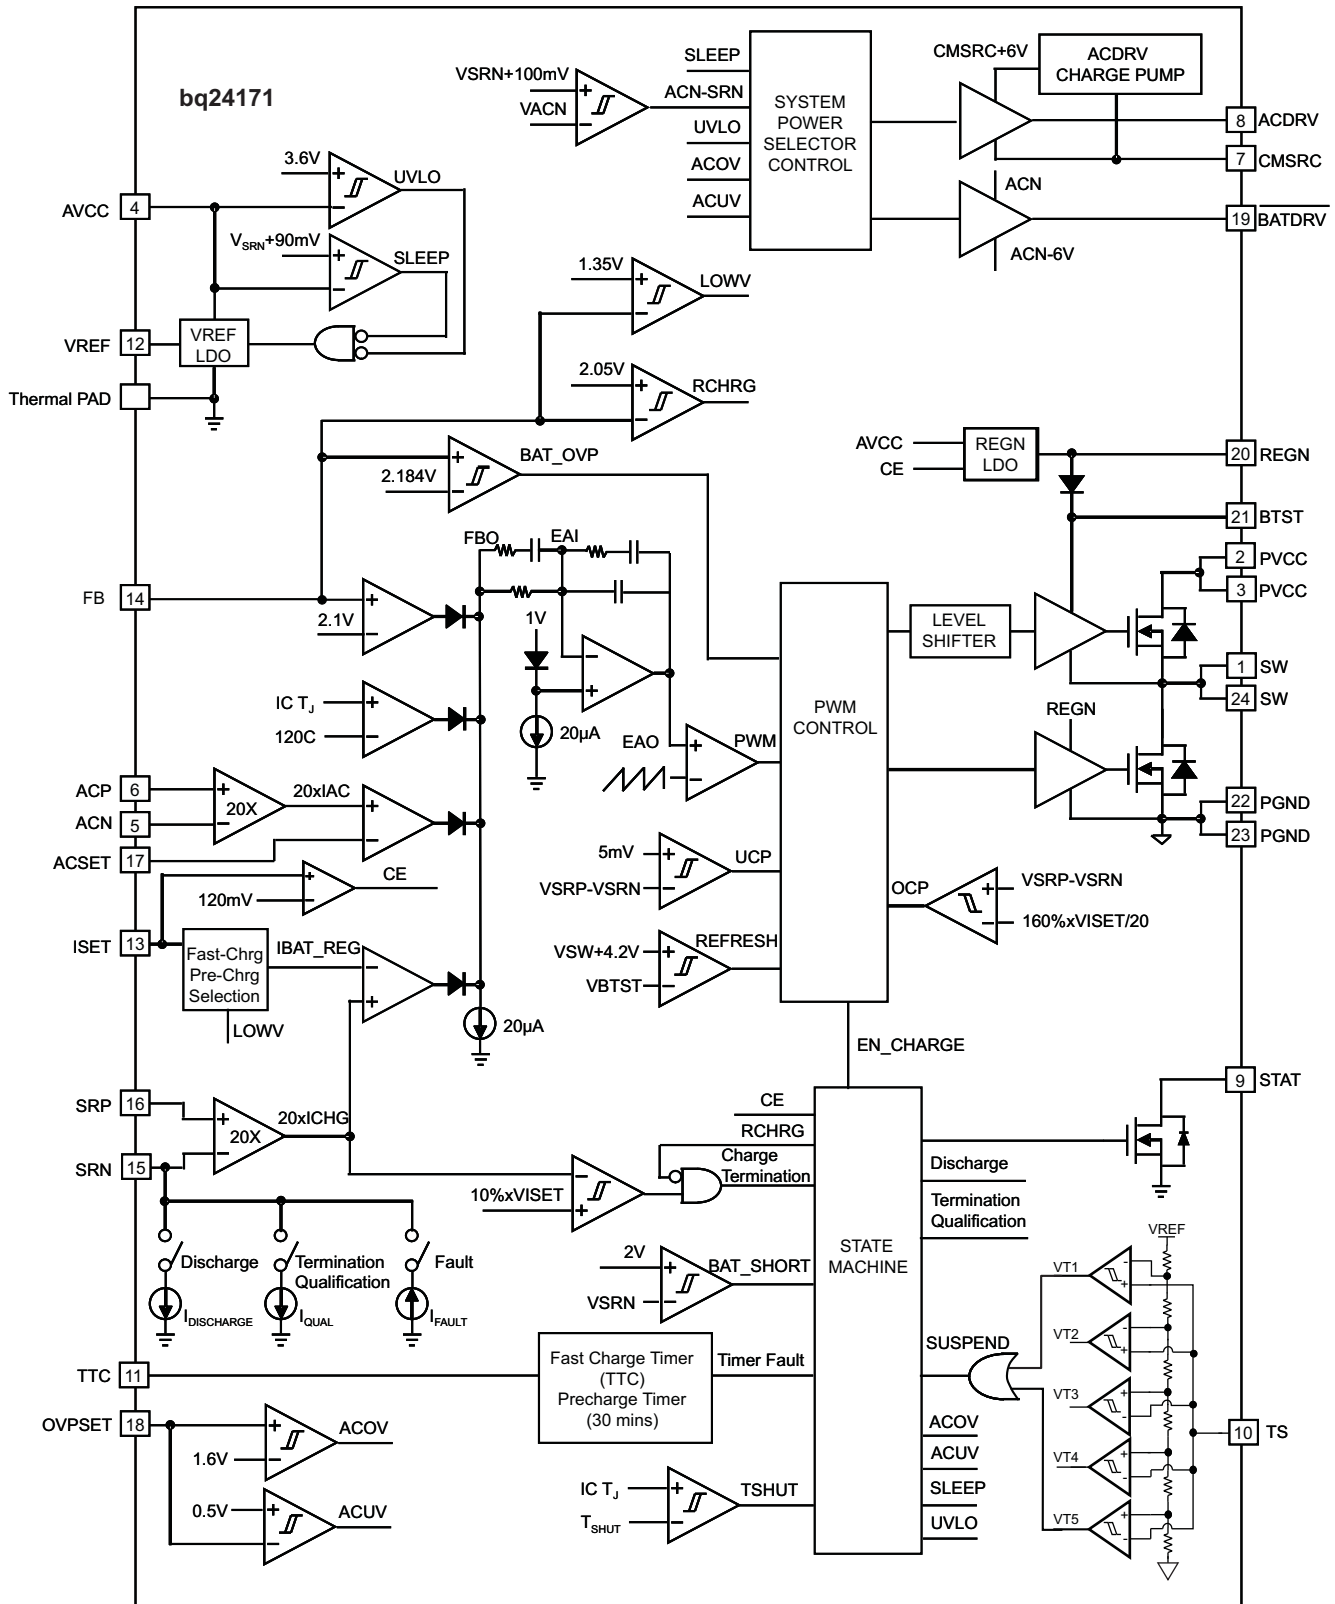 bq24171
VSRN+100mV
VACN
SLEEP
ACN-SRN
UVLO
ACOV
ACUV
SYSTEM
POWER
SELECTOR
CONTROL
CMSRC+6V
ACDRV
CHARGE PUMP
8 ACDRV
7 CMSRC
ACN
19 BATDRV
ACN-6V
3.6V
UVLO
AVCC 4
VSRN+90mV
SLEEP
VREF 12
VREF
LDO
Thermal PAD
1.35V
LOWV
2.05V
RCHRG
BAT_OVP
2.184V
AVCC
CE
REGN
LDO
20 REGN
21 BTST
2 PVCC
3 PVCC
FBO
EAI
FB 14
2.1V
1V
20µA
LEVEL
SHIFTER
1 SW
24 SW
IC TJ
120C
EAO
PWM
PWM
CONTROL
REGN
ACP 6
ACN 5
20X
20xIAC
ACSET 17
22 PGND
23 PGND
CE
120mV
5mV
UCP
VSRP-VSRN
OCP
VSRP-VSRN
160%xVISET/20
ISET 13
Fast-Chrg
Pre-Chrg
Selection
IBAT_REG
LOWV
VSW+4.2V
REFRESH
VBTST
20µA
EN_CHARGE
SRP 16
SRN 15
20X
20xICHG
CE
RCHRG
Charge
Termination
10%xVISET
9 STAT
Discharge
Termination
Qualification
STATE
MACHINE
Discharge
Termination
Qualification
Fault
IDISCHARGE
IQUAL
IFAULT
2V
BAT_SHORT
VSRN
VREF
VT1
VT2
VT3
VT4
VT5
SUSPEND
10 TS
TTC 11
Fast Charge Timer
(TTC)
Precharge Timer
(30 mins)
Timer Fault
OVPSET 18
ACOV
1.6V
0.5V
ACUV
IC TJ
TSHUT
TSHUT
ACOV
ACUV
SLEEP
UVLO